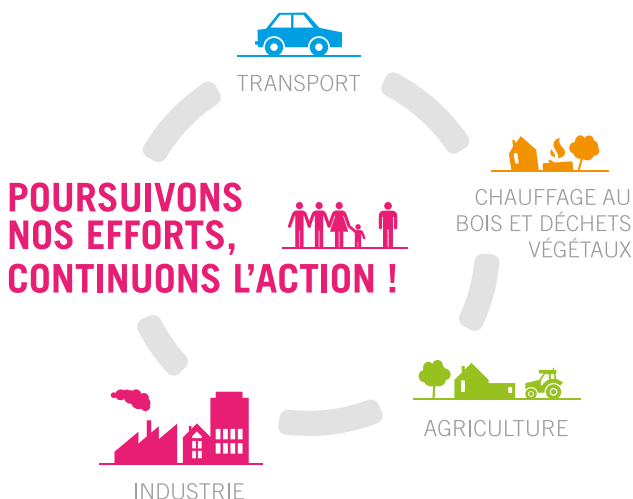 TRANSPORT
POURSUIVONS
NOS EFFORTS,
CONTINUONS L'ACTION !
CHAUFFAGE AU
BOIS ET DÉCHETS
VÉGÉTAUX
AGRICULTURE
INDUSTRIE